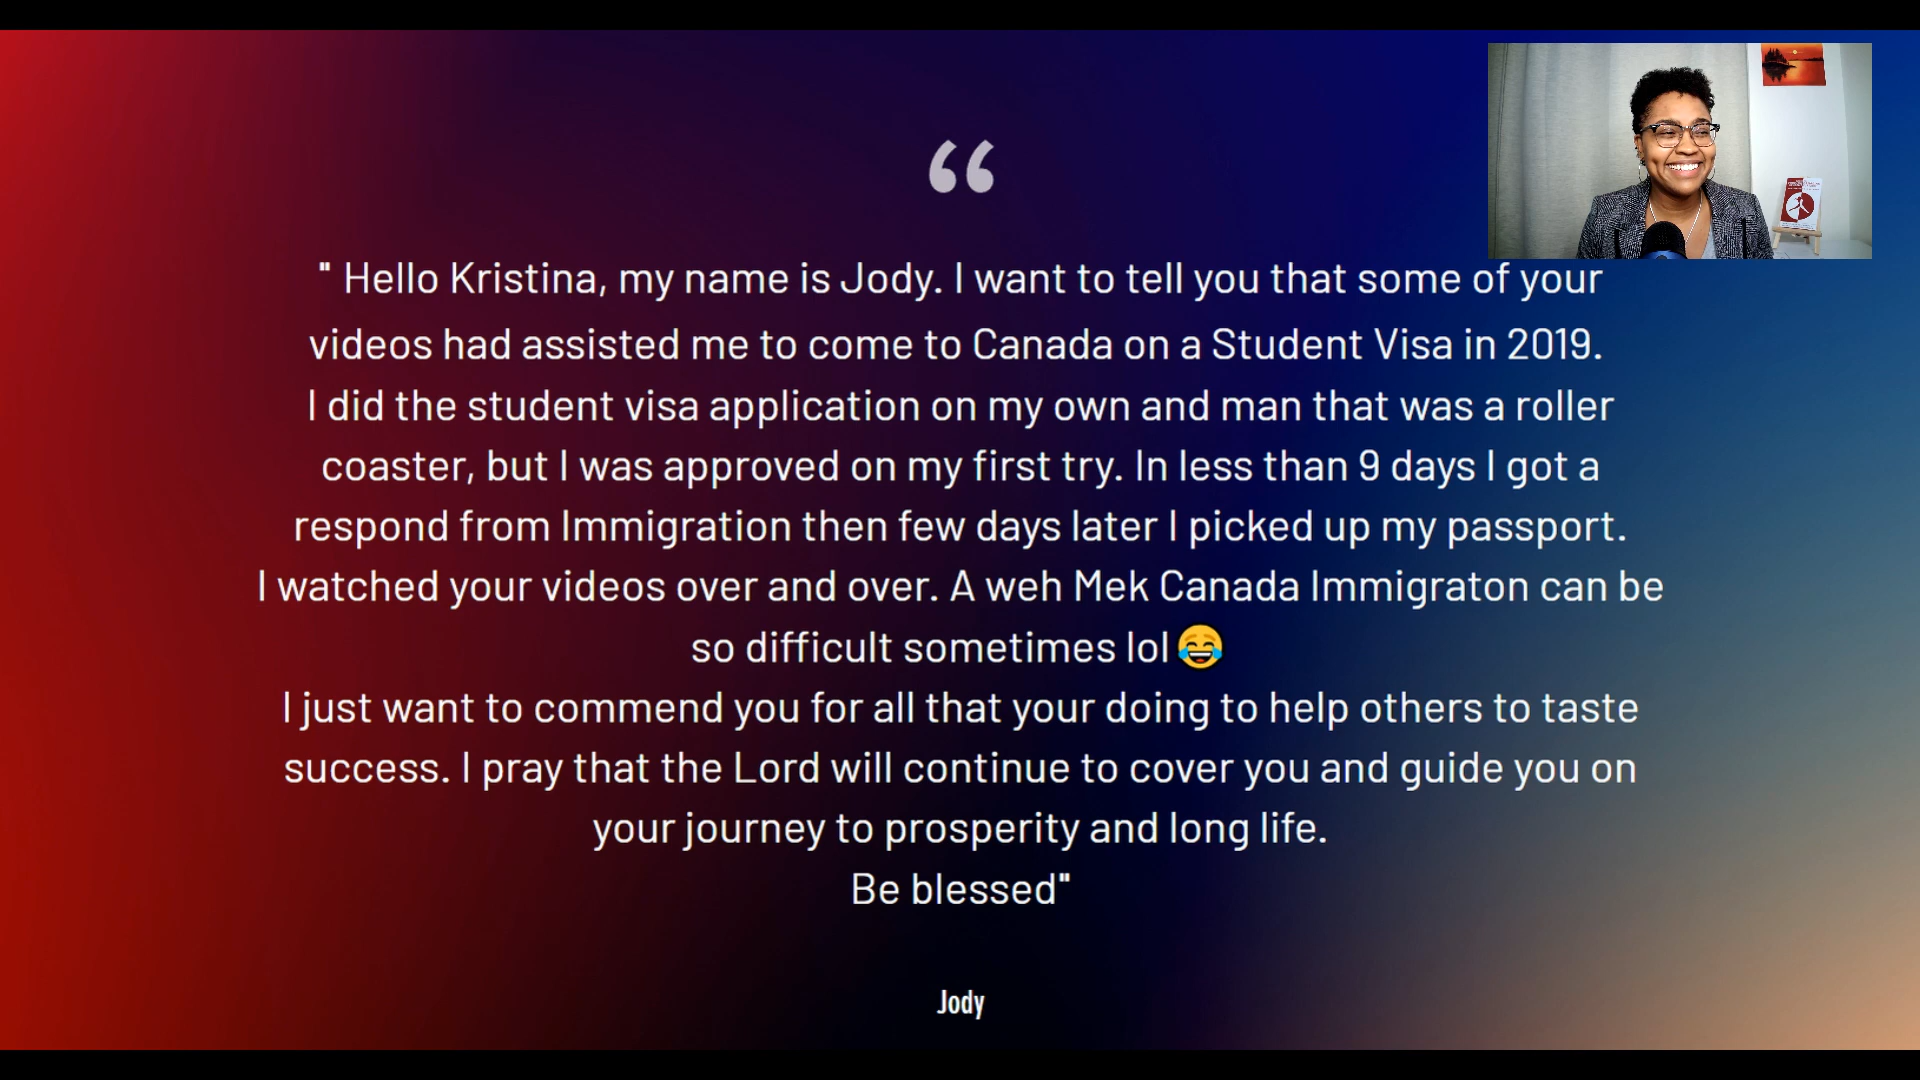 “
" Hello Kristina, my name is Jody. I want to tell you that some of your
videos had assisted me to come to Canada on a Student Visa in 2019.
I did the student visa application on my own and man that was a roller
coaster, but I was approved on my first try. In less than 9 days I got a
respond from Immigration then few days later I picked up my passport.
I watched your videos over and over. A weh Mek Canada Immigraton can be
so difficult sometimes lol 😂
I just want to commend you for all that your doing to help others to taste
success. I pray that the Lord will continue to cover you and guide you on
your journey to prosperity and long life.
Be blessed"
Jody